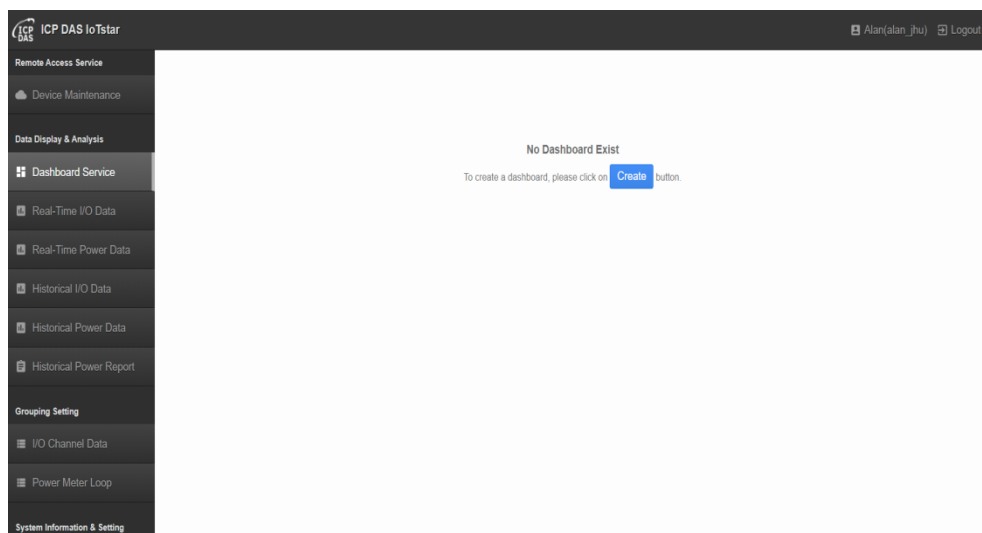 ICP DAS
ICP DAS IoTstar
Alan(alan_jhu)
Logout
Remote Access Service
Device Maintenance
Data Display & Analysis
Dashboard Service
Real-Time I/O Data
Real-Time Power Data
Historical I/O Data
Historical Power Data
Historical Power Report
Grouping Setting
I/O Channel Data
Power Meter Loop
System Information & Setting
No Dashboard Exist
To create a dashboard, please click on Create button.